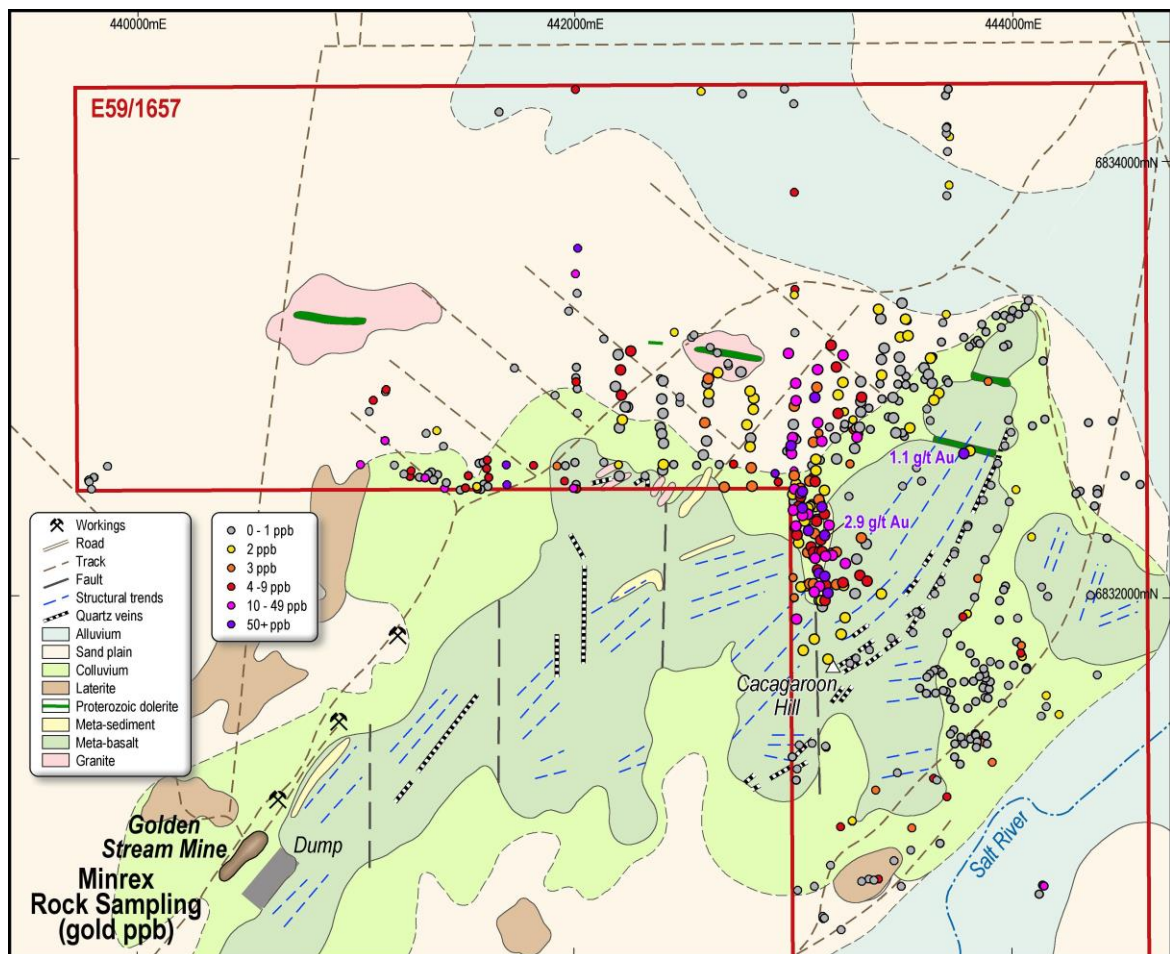 440000mE
442000mE
444000mE
E59/1657
6834000mN
1.1 g/t Au
2.9 g/t Au
6832000mN
Workings
Road
Track
Fault
Structural trends
Quartz veins
Alluvium
Sand plain
Colluvium
Laterite
Proterozoic dolerite
Meta-sediment
Meta-basalt
Granite
0 - 1 ppb
2 ppb
3 ppb
4 -9 ppb
10 - 49 ppb
50+ ppb
Cacagaroon
Hill
Golden
Stream Mine
Dump
Salt River
Minrex
Rock Sampling
(gold ppb)